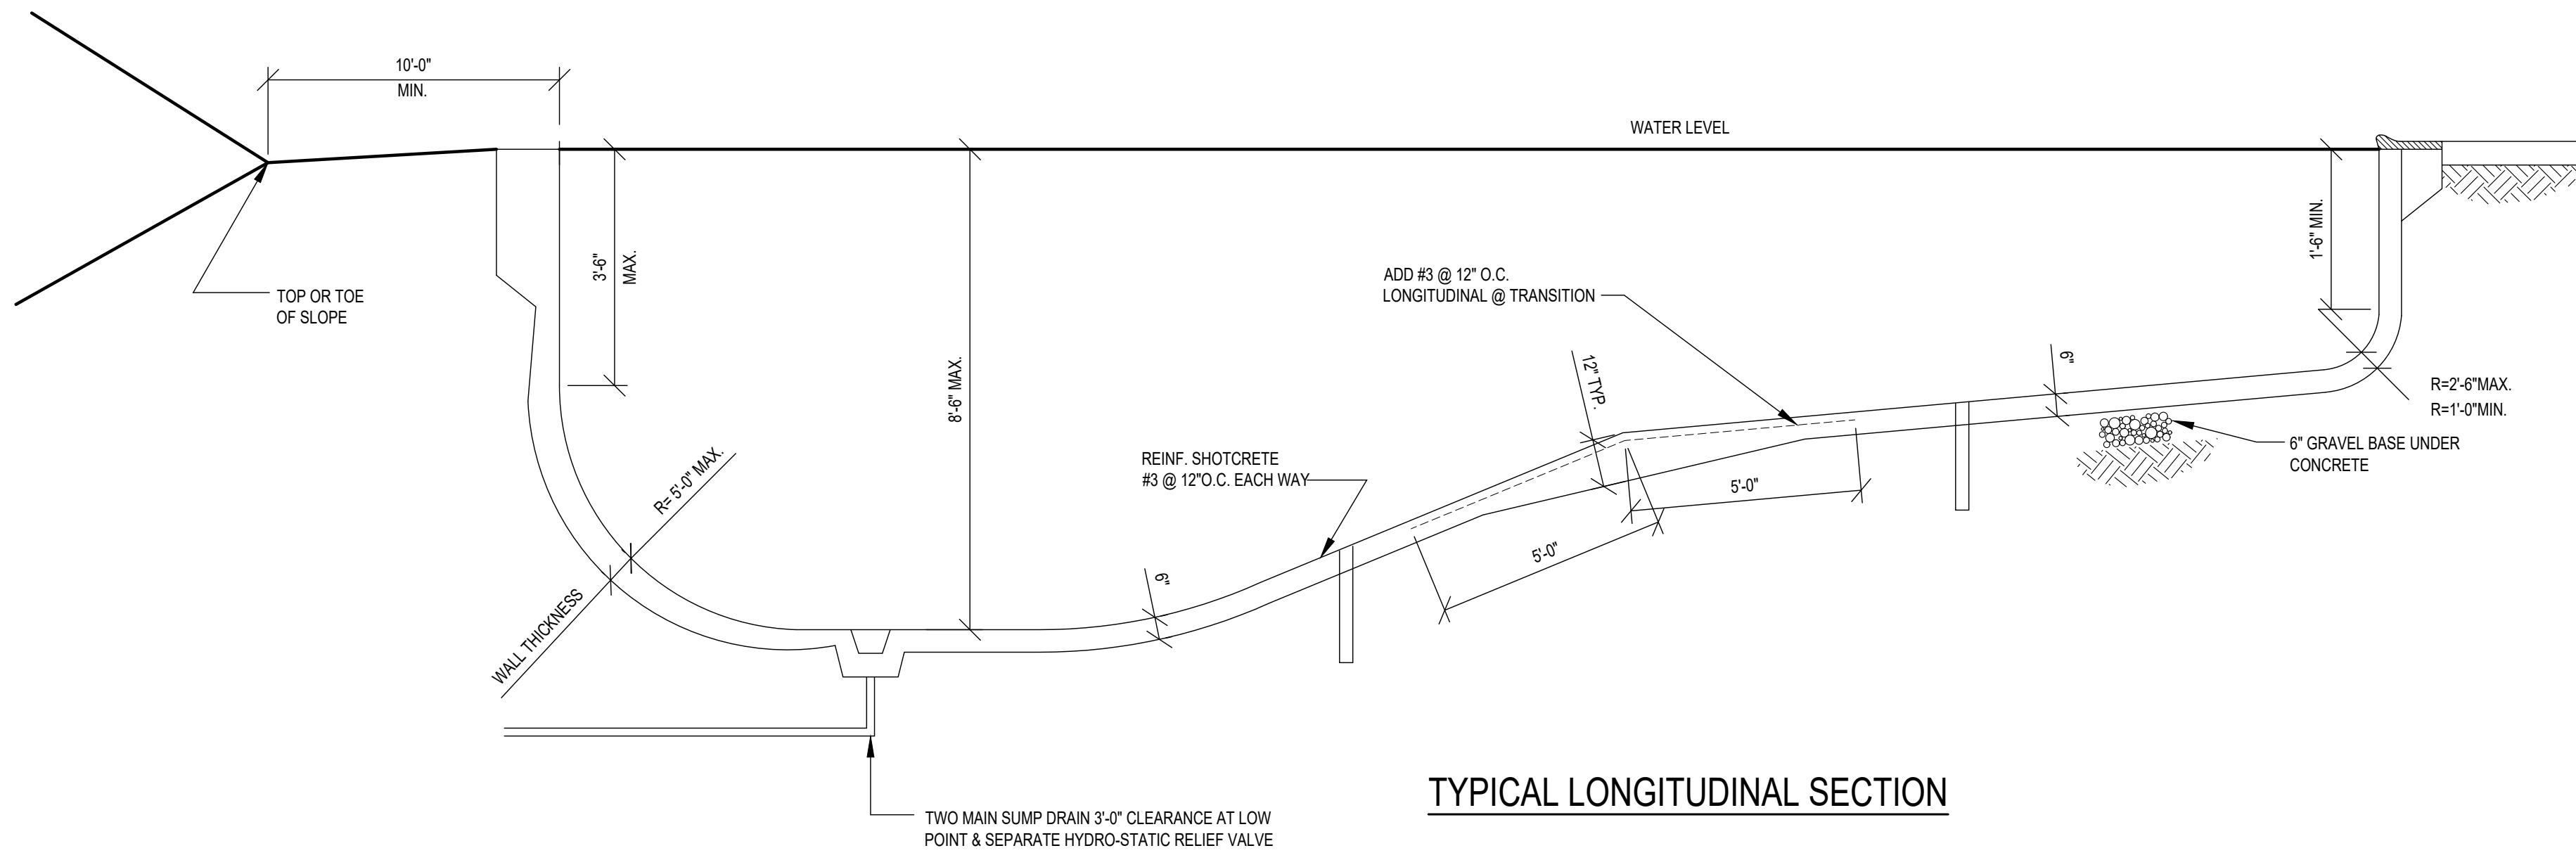 10'-0"
MIN.
WATER LEVEL
3'-6"
MAX.
1'-6" MIN.
ADD #3 @ 12" O.C.
LONGITUDINAL @ TRANSITION
TOP OR TOE
OF SLOPE
8'-6" MAX.
12" TYP.
6"
R=2'-6"MAX.
R=1'-0"MIN.
6" GRAVEL BASE UNDER
CONCRETE
REINF. SHOTCRETE
#3 @ 12"O.C. EACH WAY
R= 5'-0" MAX.
5'-0"
5'-0"
6"
WALL THICKNESS
TYPICAL LONGITUDINAL SECTION
TWO MAIN SUMP DRAIN 3'-0" CLEARANCE AT LOW
POINT & SEPARATE HYDRO-STATIC RELIEF VALVE